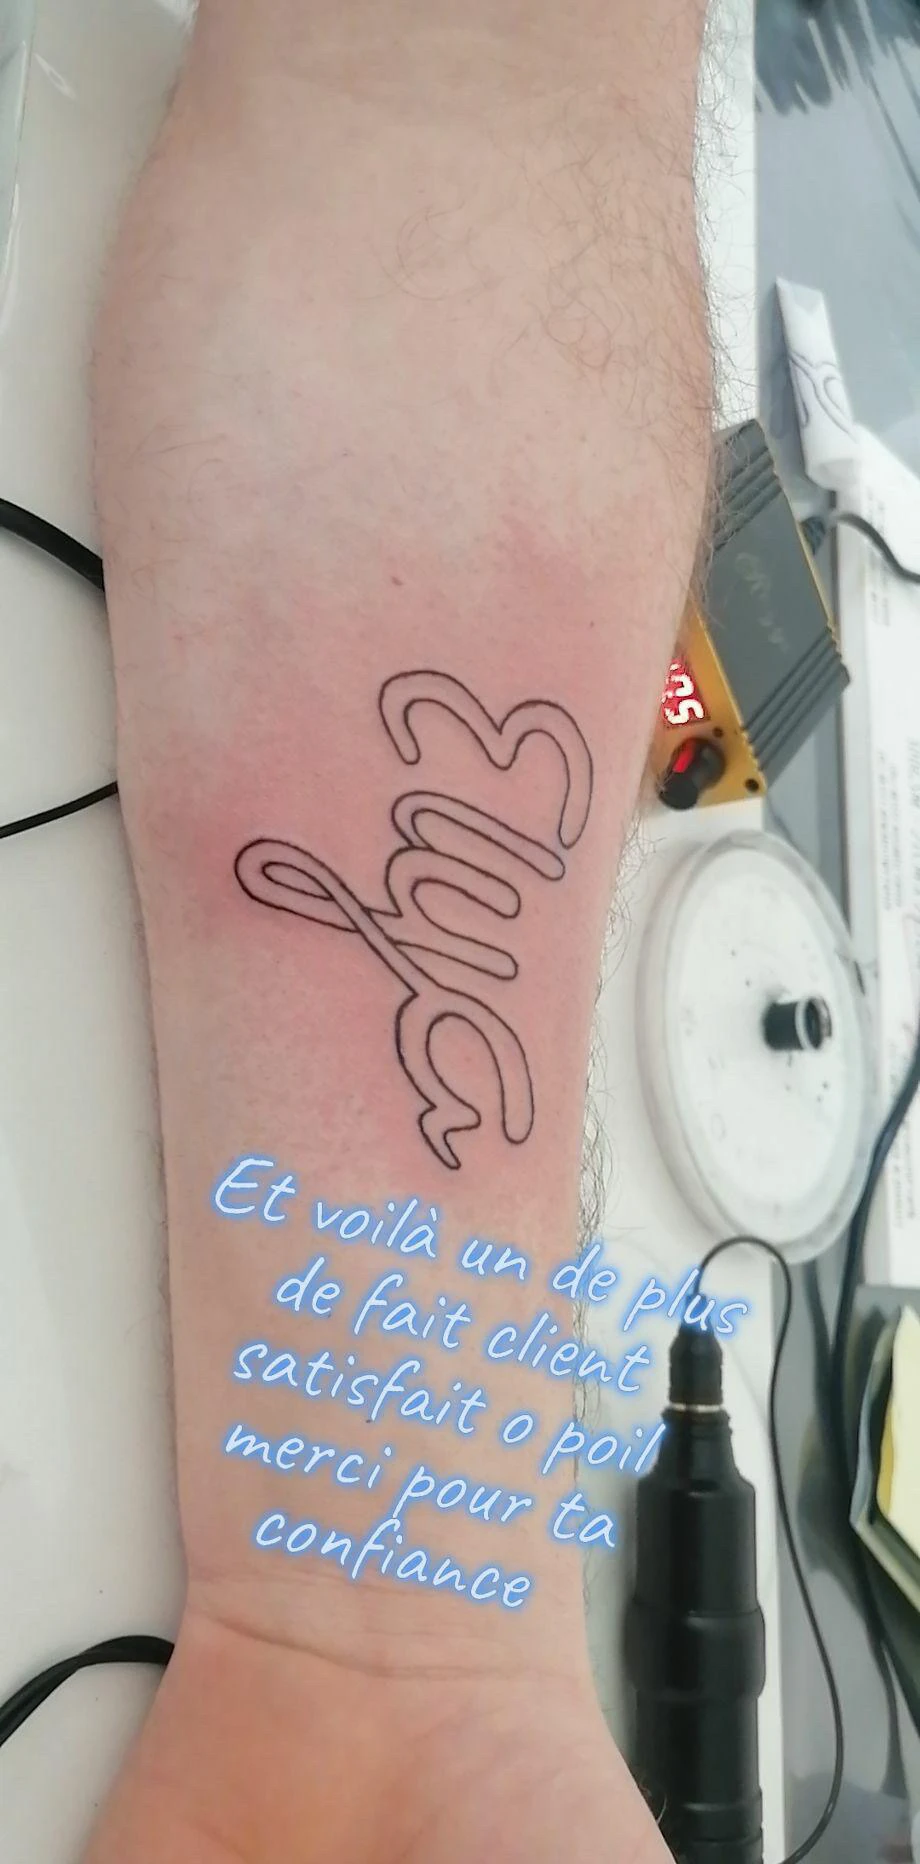 Elya
Et voilà un de plus
de fait client
satisfait o poil
merci pour ta
confiance